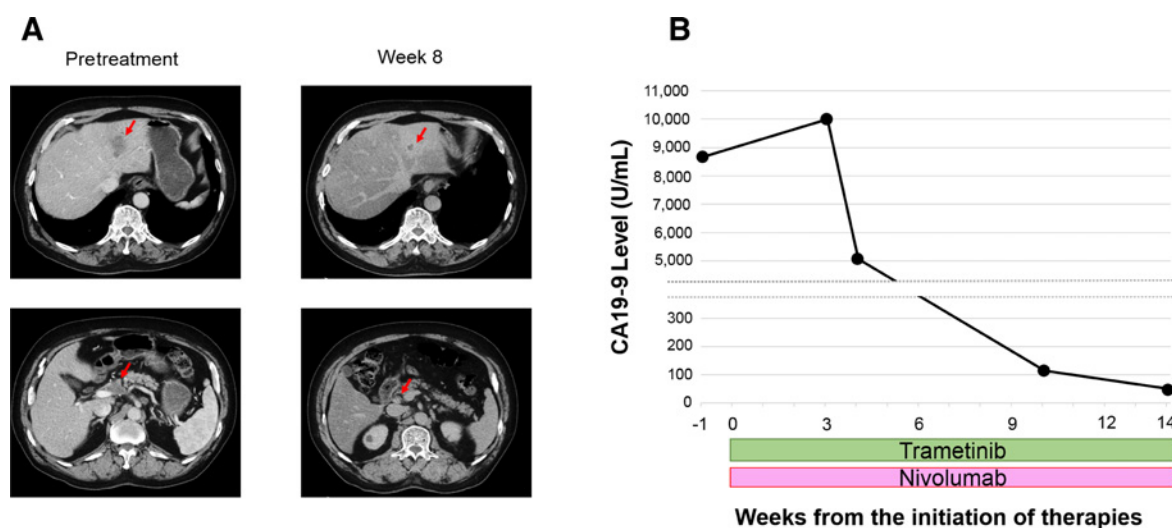 A
Pretreatment
Week 8
B
CA19-9 Level (U/mL)
11,000
10,000
9,000
8,000
7,000
6,000
5,000
300
200
100
0
-1 0 3 6 9 12 14
Trametinib
Nivolumab
Weeks from the initiation of therapies